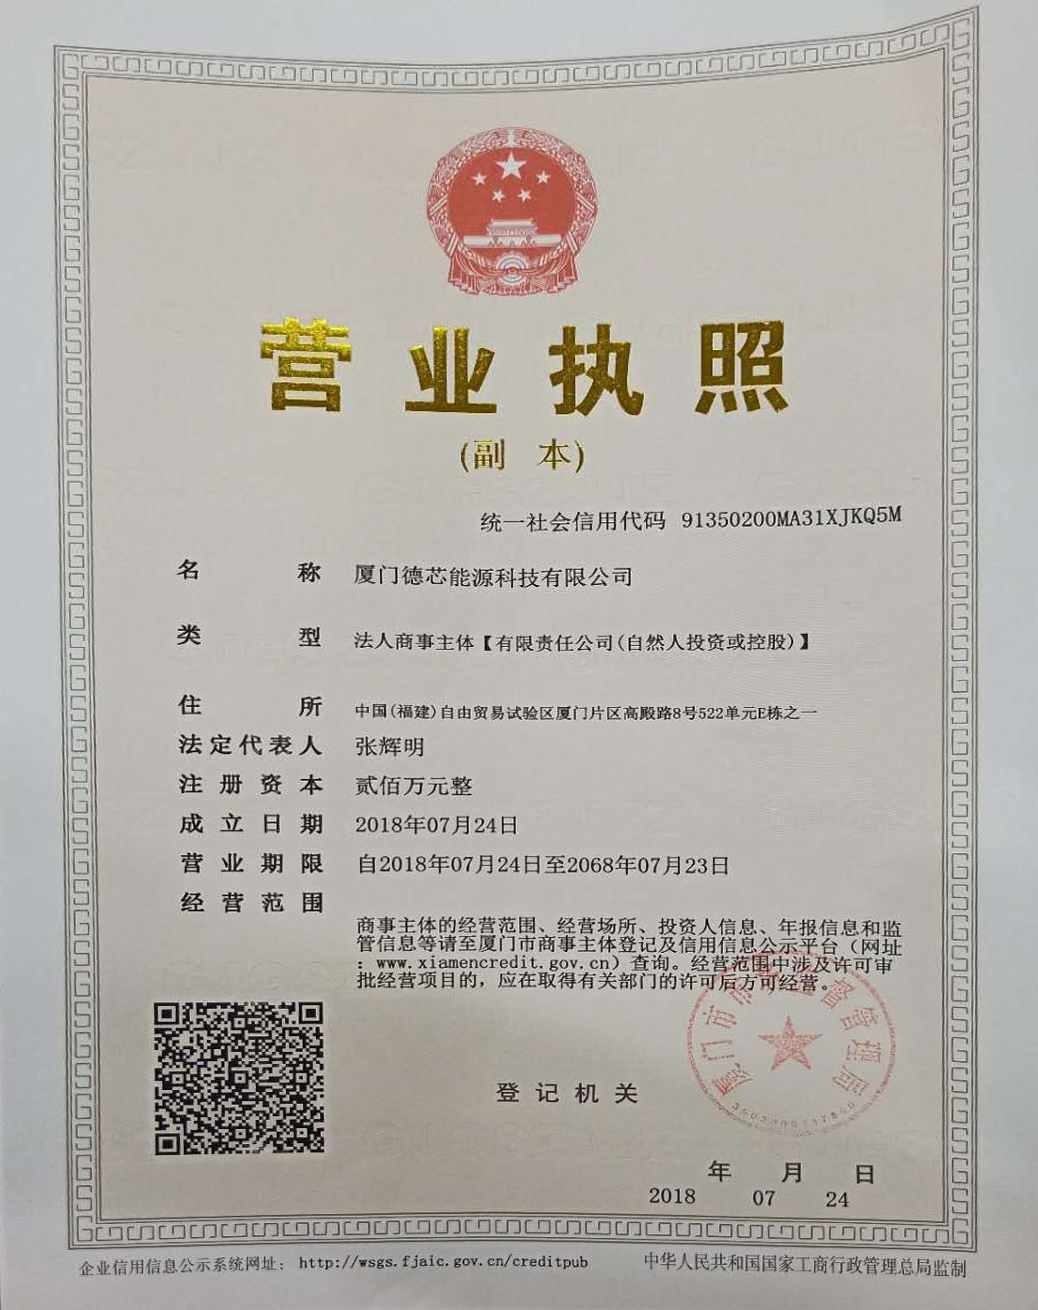 营业执照
(副 本)
统一社会信用代码 91350200MA31XJKQ5M
名称 厦门德芯能源科技有限公司
类型 法人商事主体【有限责任公司(自然人投资或控股)】
住所 中国(福建)自由贸易试验区厦门片区高殿路8号522单元E栋之一
法定代表人 张辉明
注册资本 贰佰万元整
成立日期 2018年07月24日
营业期限 自2018年07月24日至2068年07月23日
经营范围
商事主体的经营范围、经营场所、投资人信息、年报信息和监
管信息等请至厦门市商事主体登记及信用信息公示平台（网址
：www.xiamencredit.gov.cn）查询。经营范围中涉及许可审
批经营项目的，应在取得有关部门的许可后方可经营。
厦门市市场监督管理局
登记机关
年 月 日
2018 07 24
企业信用信息公示系统网址： http://wsgs.fjaic.gov.cn/creditpub
中华人民共和国国家工商行政管理总局监制